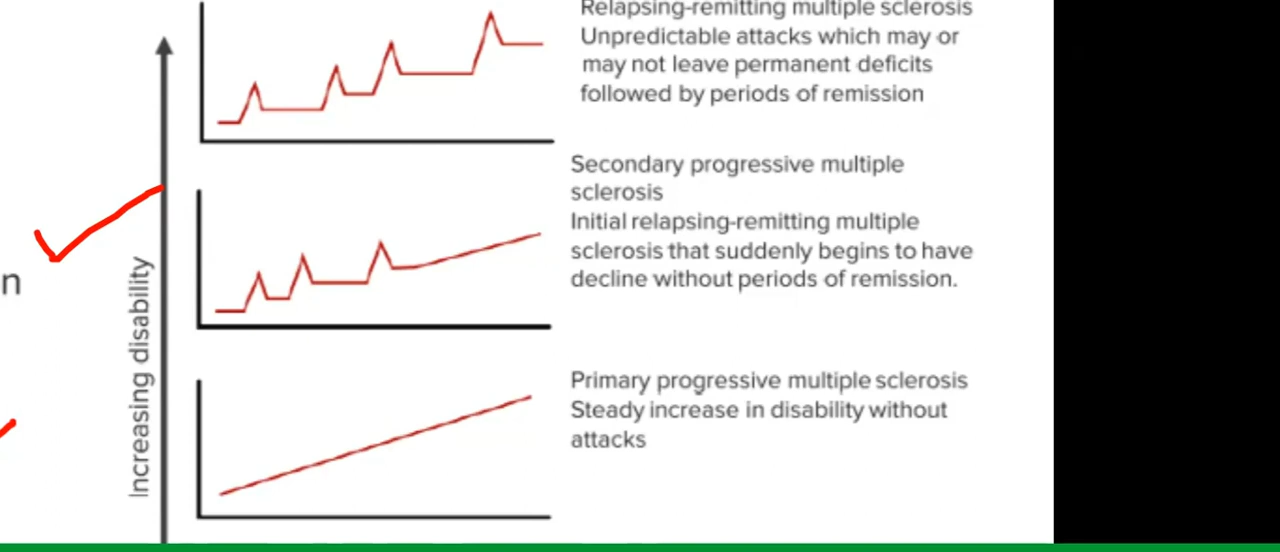 Relapsing-remitting multiple sclerosis
Unpredictable attacks which may or
may not leave permanent deficits
followed by periods of remission
Secondary progressive multiple
sclerosis
Initial relapsing-remitting multiple
sclerosis that suddenly begins to have
decline without periods of remission.
n
Increasing disability
Primary progressive multiple sclerosis
Steady increase in disability without
attacks